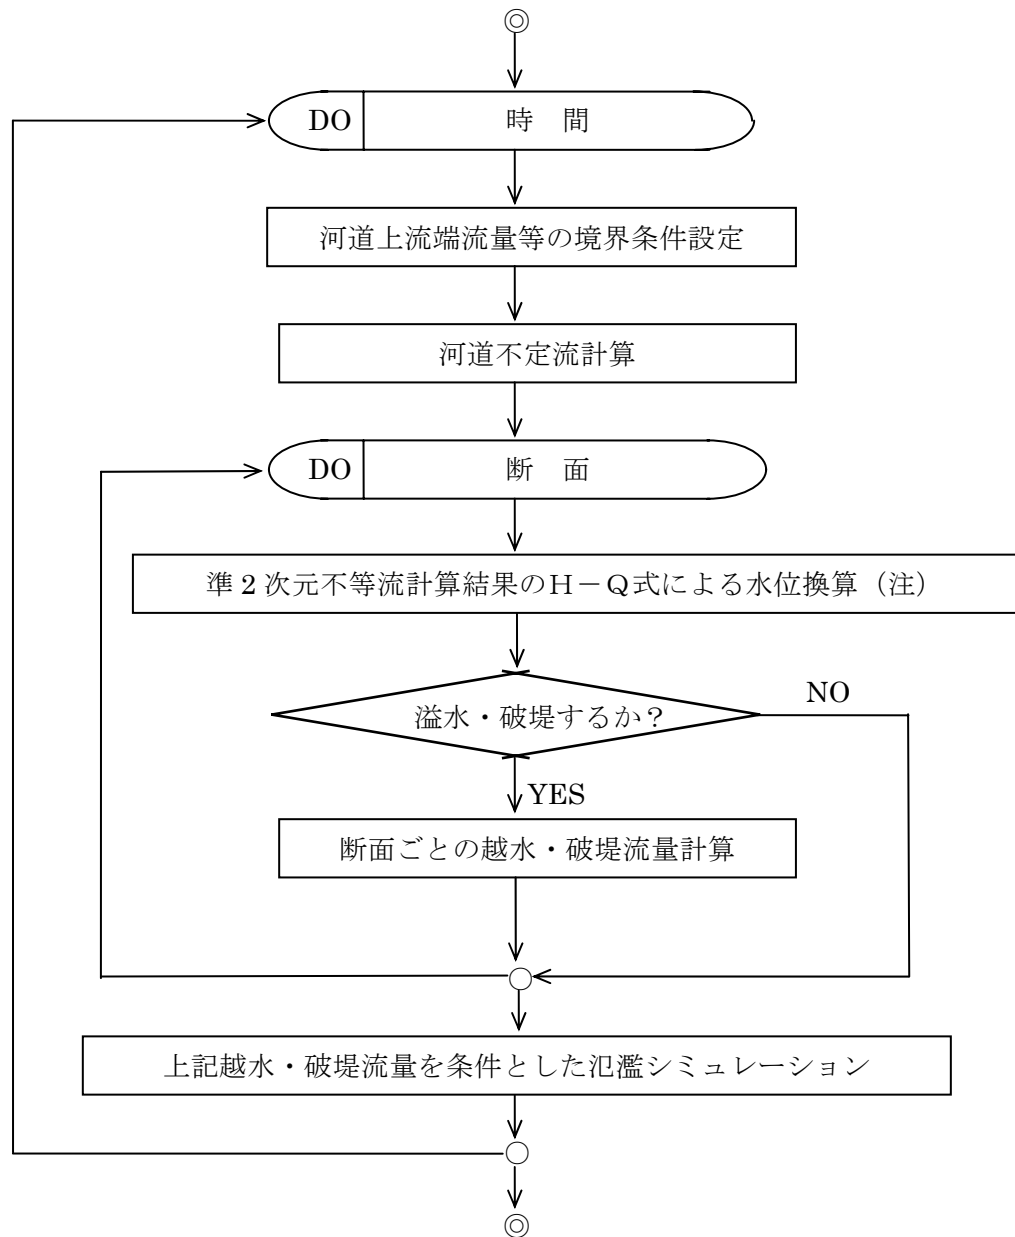 DO 時　間
河道上流端流量等の境界条件設定
河道不定流計算
DO 断　面
準２次元不等流計算結果のＨ－Ｑ式による水位換算（注）
溢水・破堤するか？
NO
YES
断面ごとの越水・破堤流量計算
上記越水・破堤流量を条件とした氾濫シミュレーション